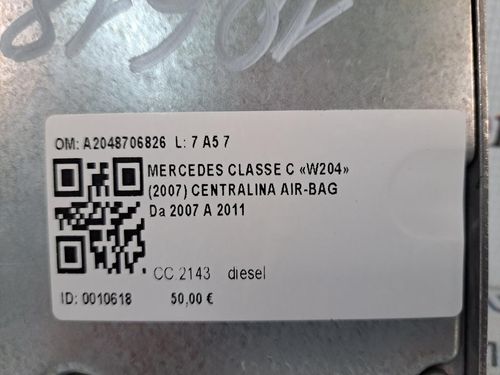 OM: A2048706826 L: 7 A5 7
MERCEDES CLASSE C «W204»
(2007) CENTRALINA AIR-BAG
Da 2007 A 2011
CC 2143 diesel
ID: 0010618 50,00 €